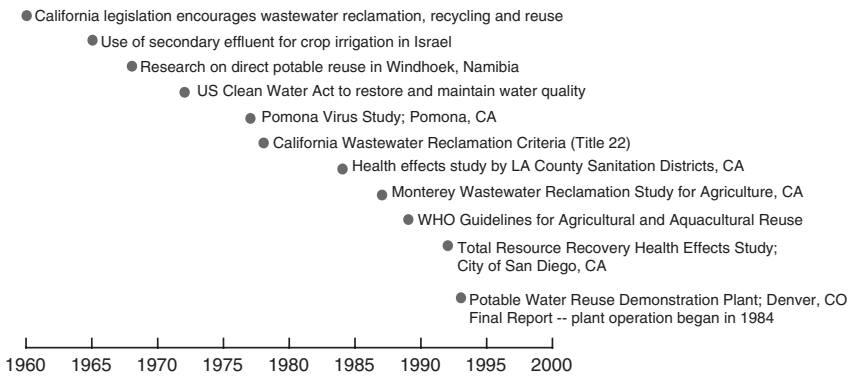 California legislation encourages wastewater reclamation, recycling and reuse
Use of secondary effluent for crop irrigation in Israel
Research on direct potable reuse in Windhoek, Namibia
US Clean Water Act to restore and maintain water quality
Pomona Virus Study; Pomona, CA
California Wastewater Reclamation Criteria (Title 22)
Health effects study by LA County Sanitation Districts, CA
Monterey Wastewater Reclamation Study for Agriculture, CA
WHO Guidelines for Agricultural and Aquacultural Reuse
Total Resource Recovery Health Effects Study;
City of San Diego, CA
Potable Water Reuse Demonstration Plant; Denver, CO
Final Report -- plant operation began in 1984
1960 1965 1970 1975 1980 1985 1990 1995 2000